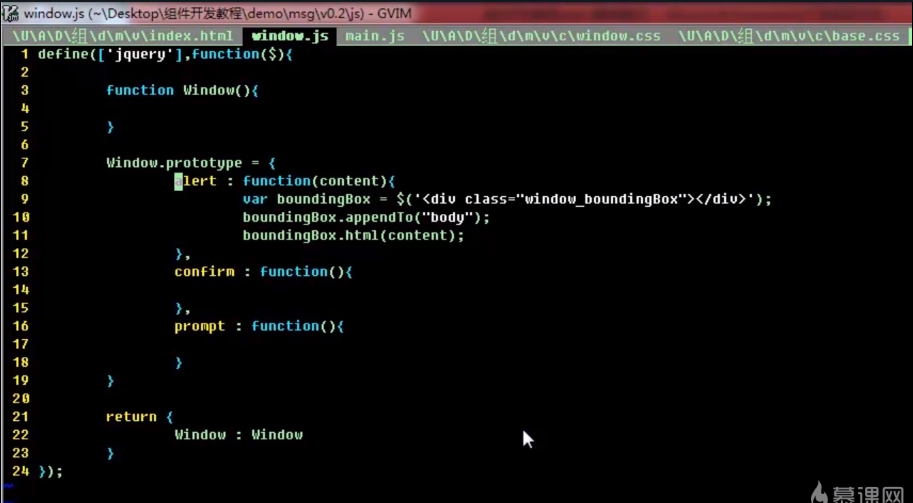 window.js (~\Desktop\组件开发教程\demo\msg\v0.2\js) - GVIM
\U\A\D\组\d\m\v\index.html window.js main.js \U\A\D\组\d\m\v\c\window.css \U\A\D\组\d\m\v\c\base.css
1 define(['jquery'],function($){
2
3 function Window(){
4
5 }
6
7 Window.prototype = {
8 alert : function(content){
9 var boundingBox = $('<div class="window_boundingBox"></div>');
10 boundingBox.appendTo("body");
11 boundingBox.html(content);
12 },
13 confirm : function(){
14
15 },
16 prompt : function(){
17
18 }
19 }
20
21 return {
22 Window : Window
23 }
24 });
~
慕课网